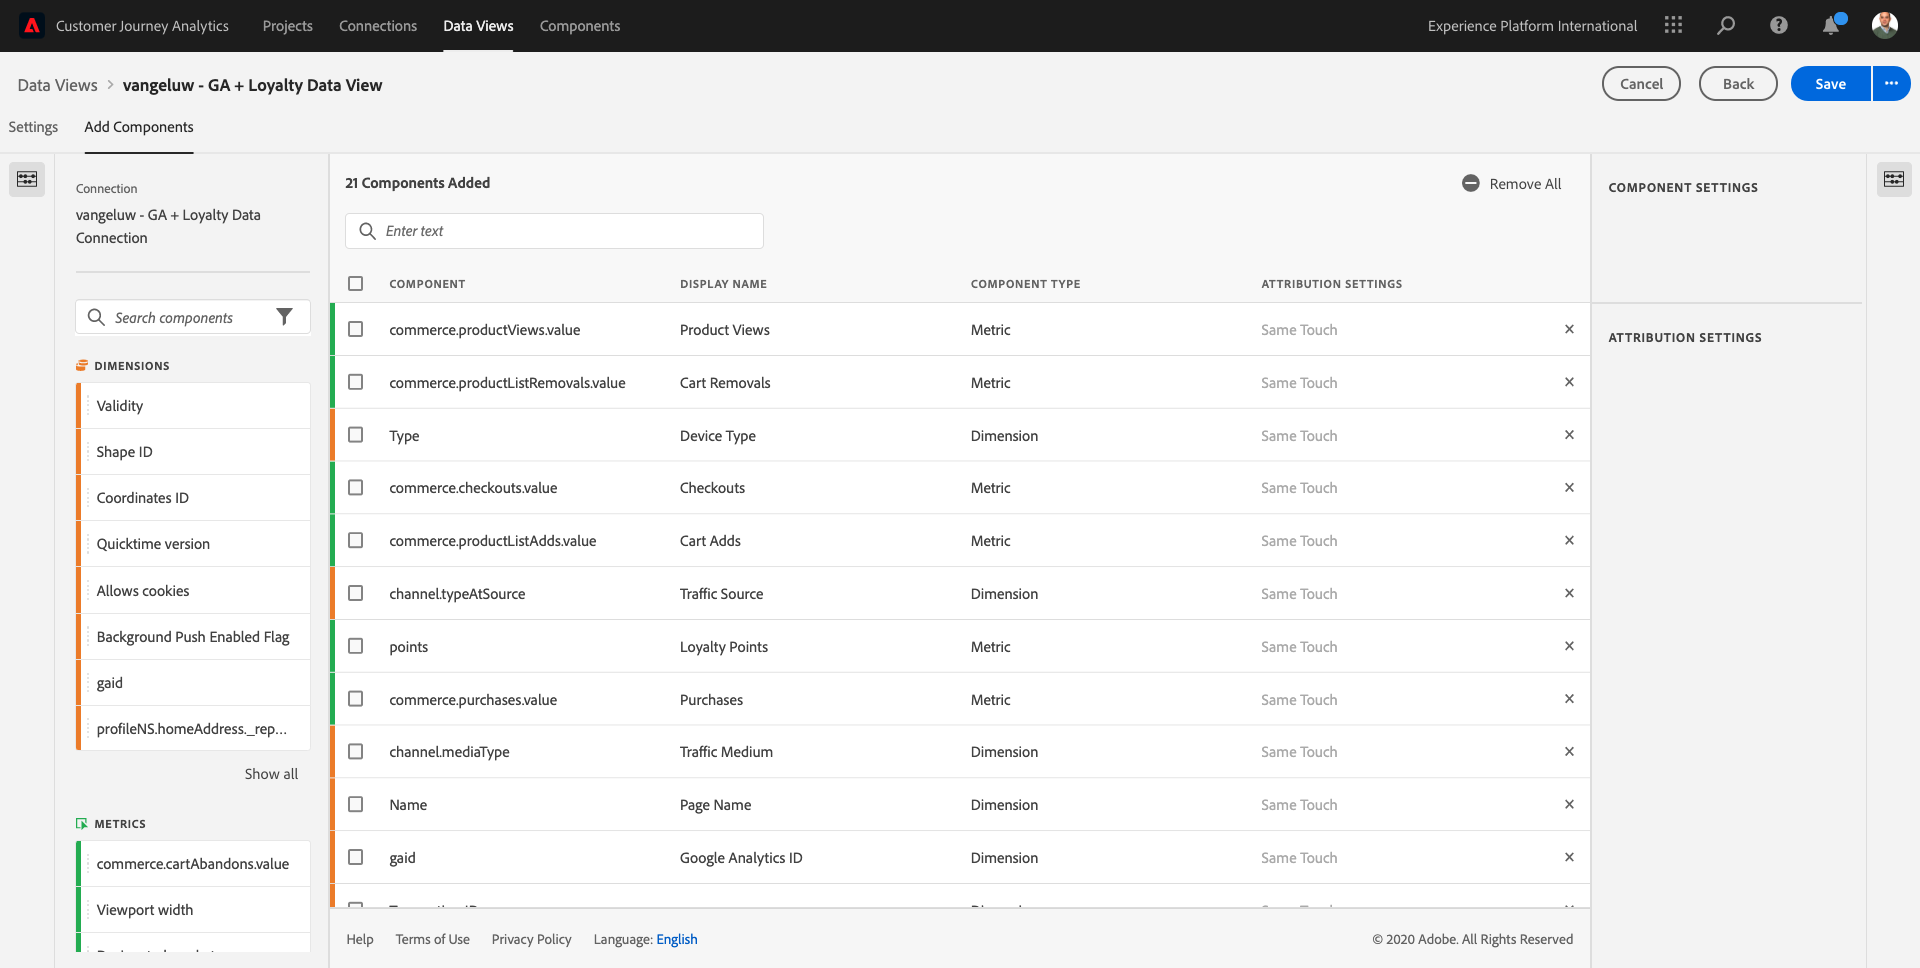 Customer Journey Analytics Projects Connections Data Views Components Experience Platform International
Data Views > vangeluw - GA + Loyalty Data View Cancel Back Save
Settings Add Components
Connection
vangeluw - GA + Loyalty Data
Connection
Search components
DIMENSIONS
Validity
Shape ID
Coordinates ID
Quicktime version
Allows cookies
Background Push Enabled Flag
gaid
profileNS.homeAddress._rep...
Show all
METRICS
commerce.cartAbandons.value
Viewport width
21 Components Added Remove All
Enter text
COMPONENT DISPLAY NAME COMPONENT TYPE ATTRIBUTION SETTINGS
commerce.productViews.value Product Views Metric Same Touch
commerce.productListRemovals.value Cart Removals Metric Same Touch
Type Device Type Dimension Same Touch
commerce.checkouts.value Checkouts Metric Same Touch
commerce.productListAdds.value Cart Adds Metric Same Touch
channel.typeAtSource Traffic Source Dimension Same Touch
points Loyalty Points Metric Same Touch
commerce.purchases.value Purchases Metric Same Touch
channel.mediaType Traffic Medium Dimension Same Touch
Name Page Name Dimension Same Touch
gaid Google Analytics ID Dimension Same Touch
Help Terms of Use Privacy Policy Language: English © 2020 Adobe. All Rights Reserved
COMPONENT SETTINGS
ATTRIBUTION SETTINGS